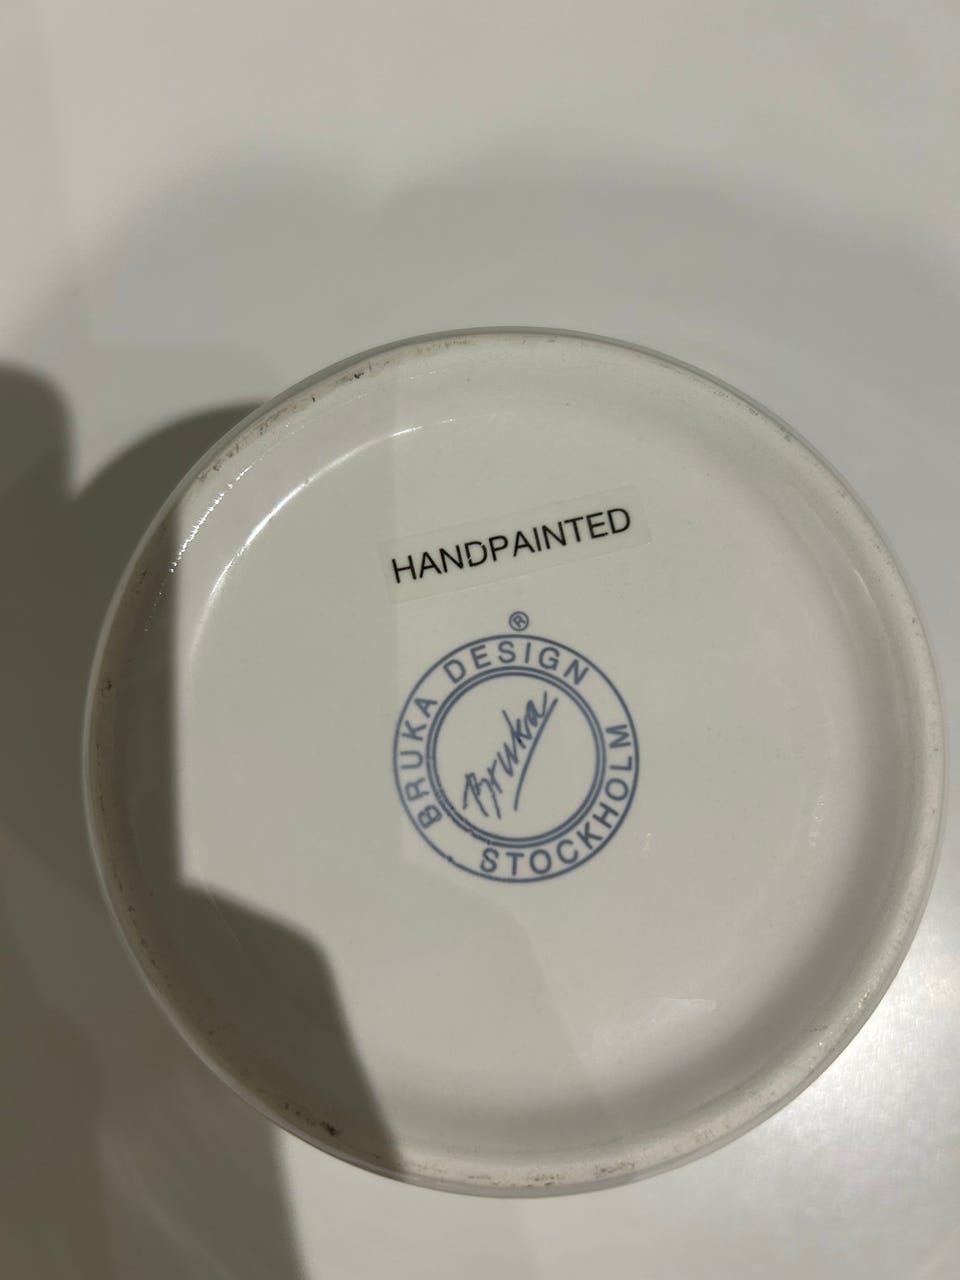 HANDPAINTED
®
BRUKA DESIGN
Bruka
STOCKHOLM